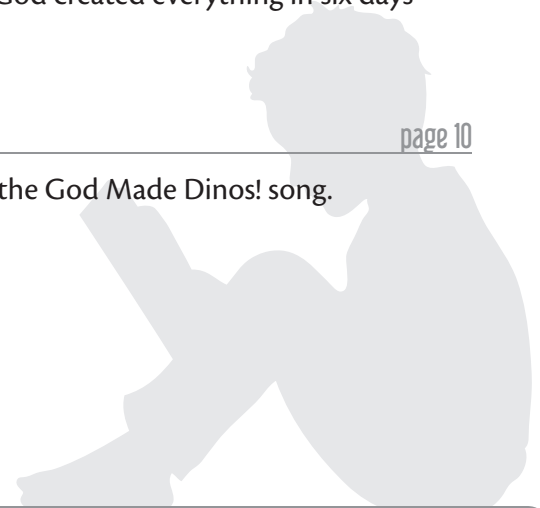 God created everything in six days
page 10
the God Made Dinos! song.